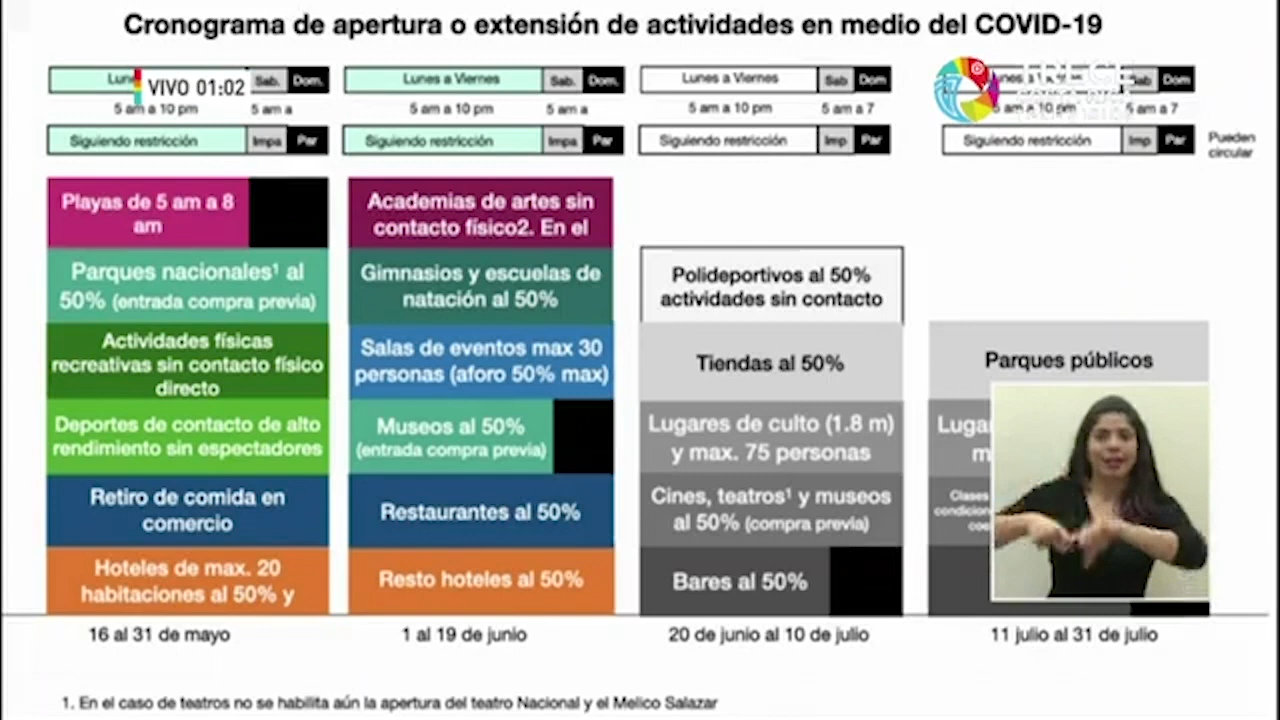 Cronograma de apertura o extensión de actividades en medio del COVID-19
VIVO 01:02
Sab. Dom.
5 am a 10 pm 5 am a
Siguiendo restricción Impa Par
Playas de 5 am a 8
am
Parques nacionales¹ al
50% (entrada compra previa)
Actividades físicas
recreativas sin contacto físico
directo
Deportes de contacto de alto
rendimiento sin espectadores
Retiro de comida en
comercio
Hoteles de max. 20
habitaciones al 50% y
16 al 31 de mayo
Lunes a Viernes Sab. Dom.
5 am a 10 pm 5 am a
Siguiendo restricción Impa Par
Academias de artes sin
contacto físico2. En el
Gimnasios y escuelas de
natación al 50%
Salas de eventos max 30
personas (aforo 50% max)
Museos al 50%
(entrada compra previa)
Restaurantes al 50%
Resto hoteles al 50%
1 al 19 de junio
Lunes a Viernes Sab Dom
5 am a 10 pm 5 am a 7
Siguiendo restricción Imp Par
Polideportivos al 50%
actividades sin contacto
Tiendas al 50%
Lugares de culto (1.8 m)
y max. 75 personas
Cines, teatros¹ y museos
al 50% (compra previa)
Bares al 50%
20 de junio al 10 de julio
Dom
am a 10 pm 5 am a 7
Siguiendo restricción Imp Par
Pueden
circular
Parques públicos
Clases
11 julio al 31 de julio
1. En el caso de teatros no se habilita aún la apertura del teatro Nacional y el Melico Salazar